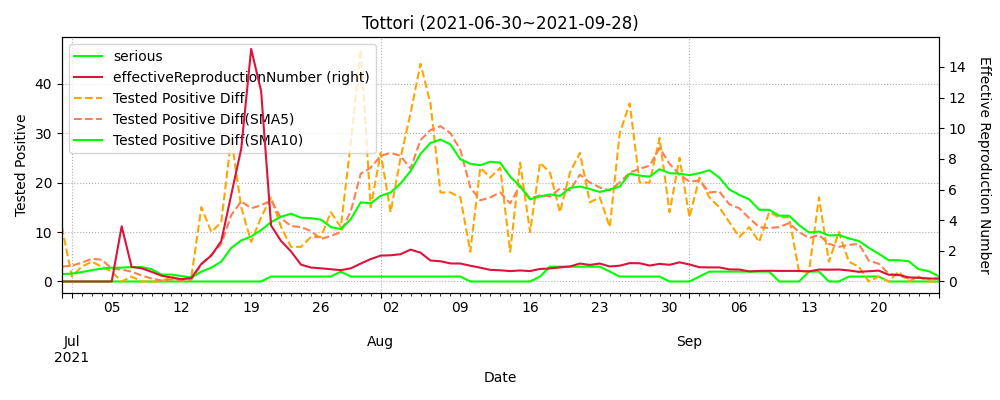 Tottori (2021-06-30~2021-09-28)
serious
effectiveReproductionNumber (right)
Tested Positive Diff
Tested Positive Diff(SMA5)
Tested Positive Diff(SMA10)
Tested Positive
40
30
20
10
0
Effective Reproduction Number
14
12
10
8
6
4
2
0
05 12 19 26 02 09 16 23 30 06 13 20
Jul Aug Sep
2021
Date